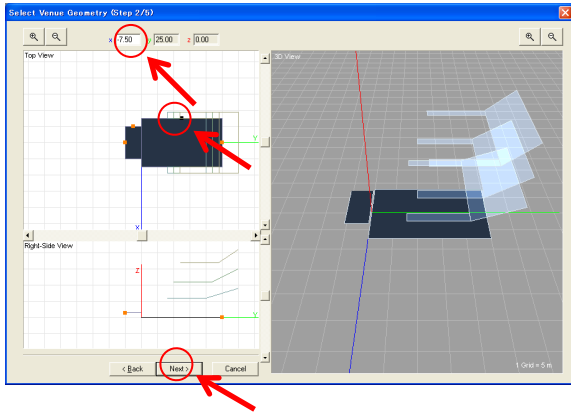 Select Venue Geometry (Step 2/5)
x -7.50 y 25.00 z 0.00
Top View
3D View
Y
X
Right-Side View
Z
Y
1 Grid = 5 m
< Back Next > Cancel